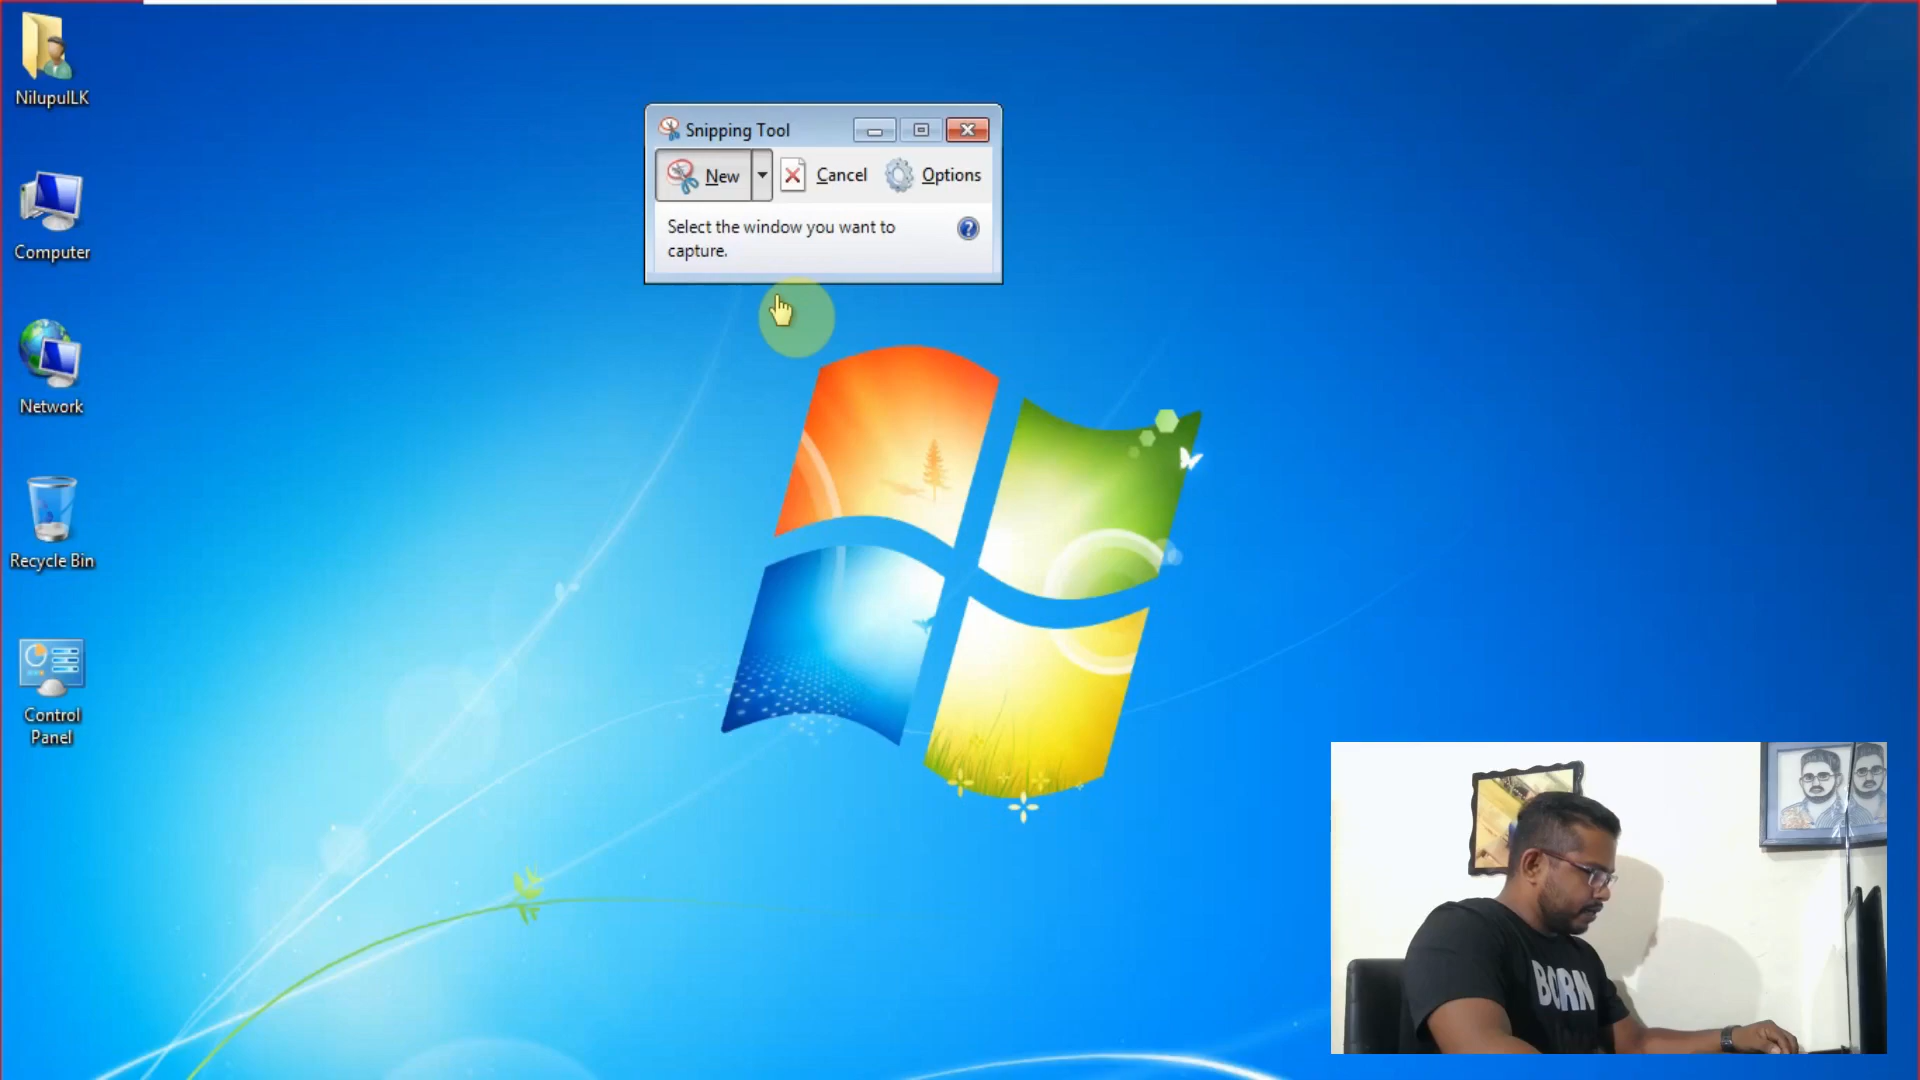 NilupulLK
Computer
Network
Recycle Bin
Control
Panel
Snipping Tool
New
Cancel
Options
Select the window you want to
capture.
BORN